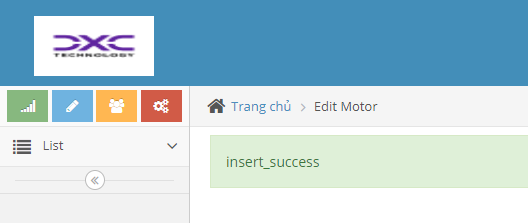 DXC
TECHNOLOGY
Trang chủ > Edit Motor
List
insert_success